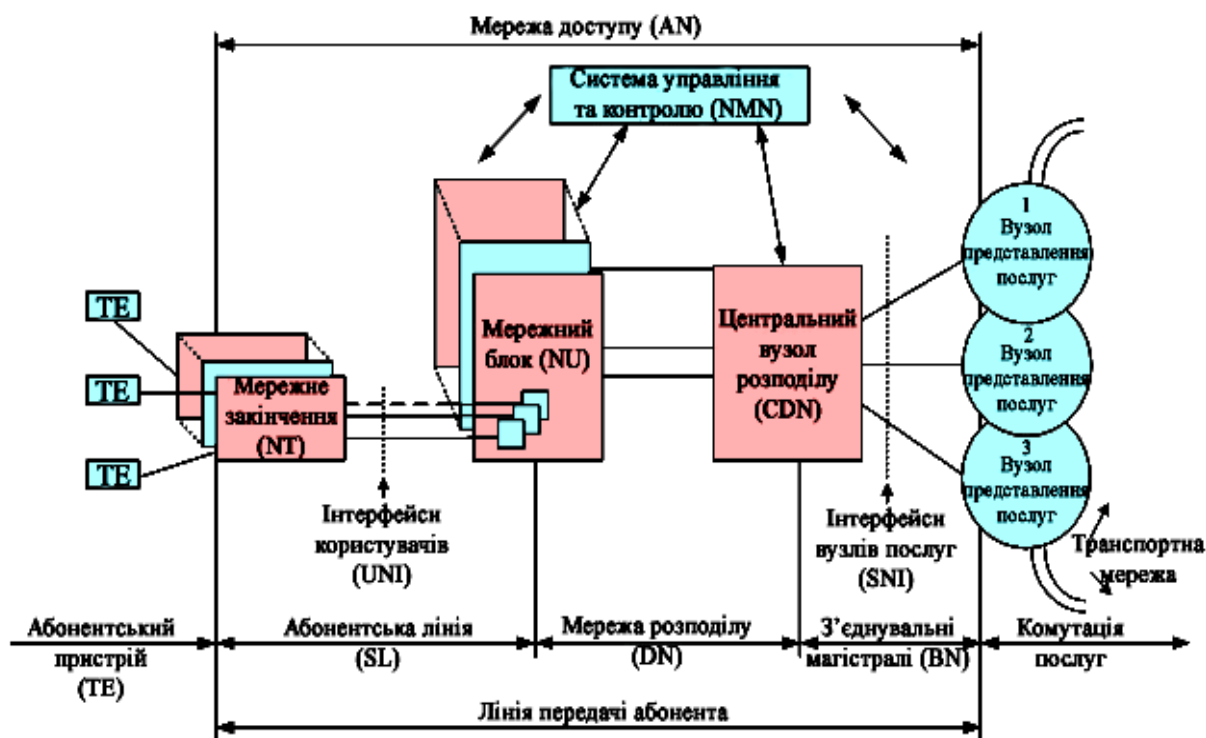 Мережа доступу (AN)
Система управління
та контролю (NMN)
1
Вузол
представлення
послуг
TE
Мережний
блок (NU)
Центральний
вузол
розподілу
(CDN)
2
Вузол
представлення
послуг
TE
Мережне
закінчення
(NT)
3
Вузол
представлення
послуг
TE
Інтерфейси
користувачів
(UNI)
Інтерфейси
вузлів послуг
(SNI)
Транспортна
мережа
Абонентський
пристрій
(TE)
Абонентська лінія
(SL)
Мережа розподілу
(DN)
З’єднувальні
магістралі (BN)
Комутація
послуг
Лінія передачі абонента